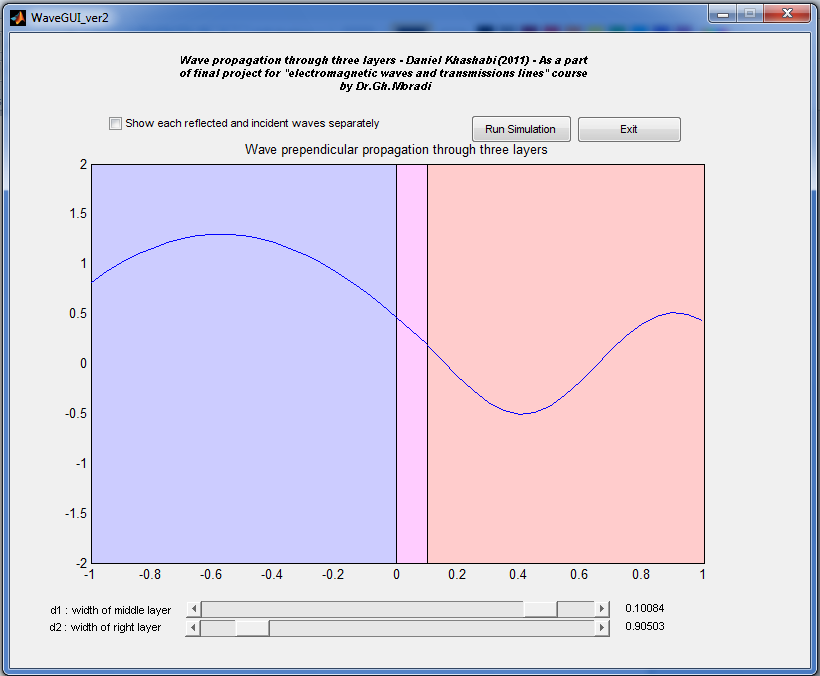 WaveGUI_ver2
Wave propagation through three layers - Daniel Khashabi(2011) - As a part
of final project for "electromagnetic waves and transmissions lines" course
by Dr.Gh.Moradi
Show each reflected and incident waves separately
Run Simulation
Exit
Wave prependicular propagation through three layers
2
1.5
1
0.5
0
-0.5
-1
-1.5
-2
-1 -0.8 -0.6 -0.4 -0.2 0 0.2 0.4 0.6 0.8 1
d1 : width of middle layer 0.10084
d2 : width of right layer 0.90503